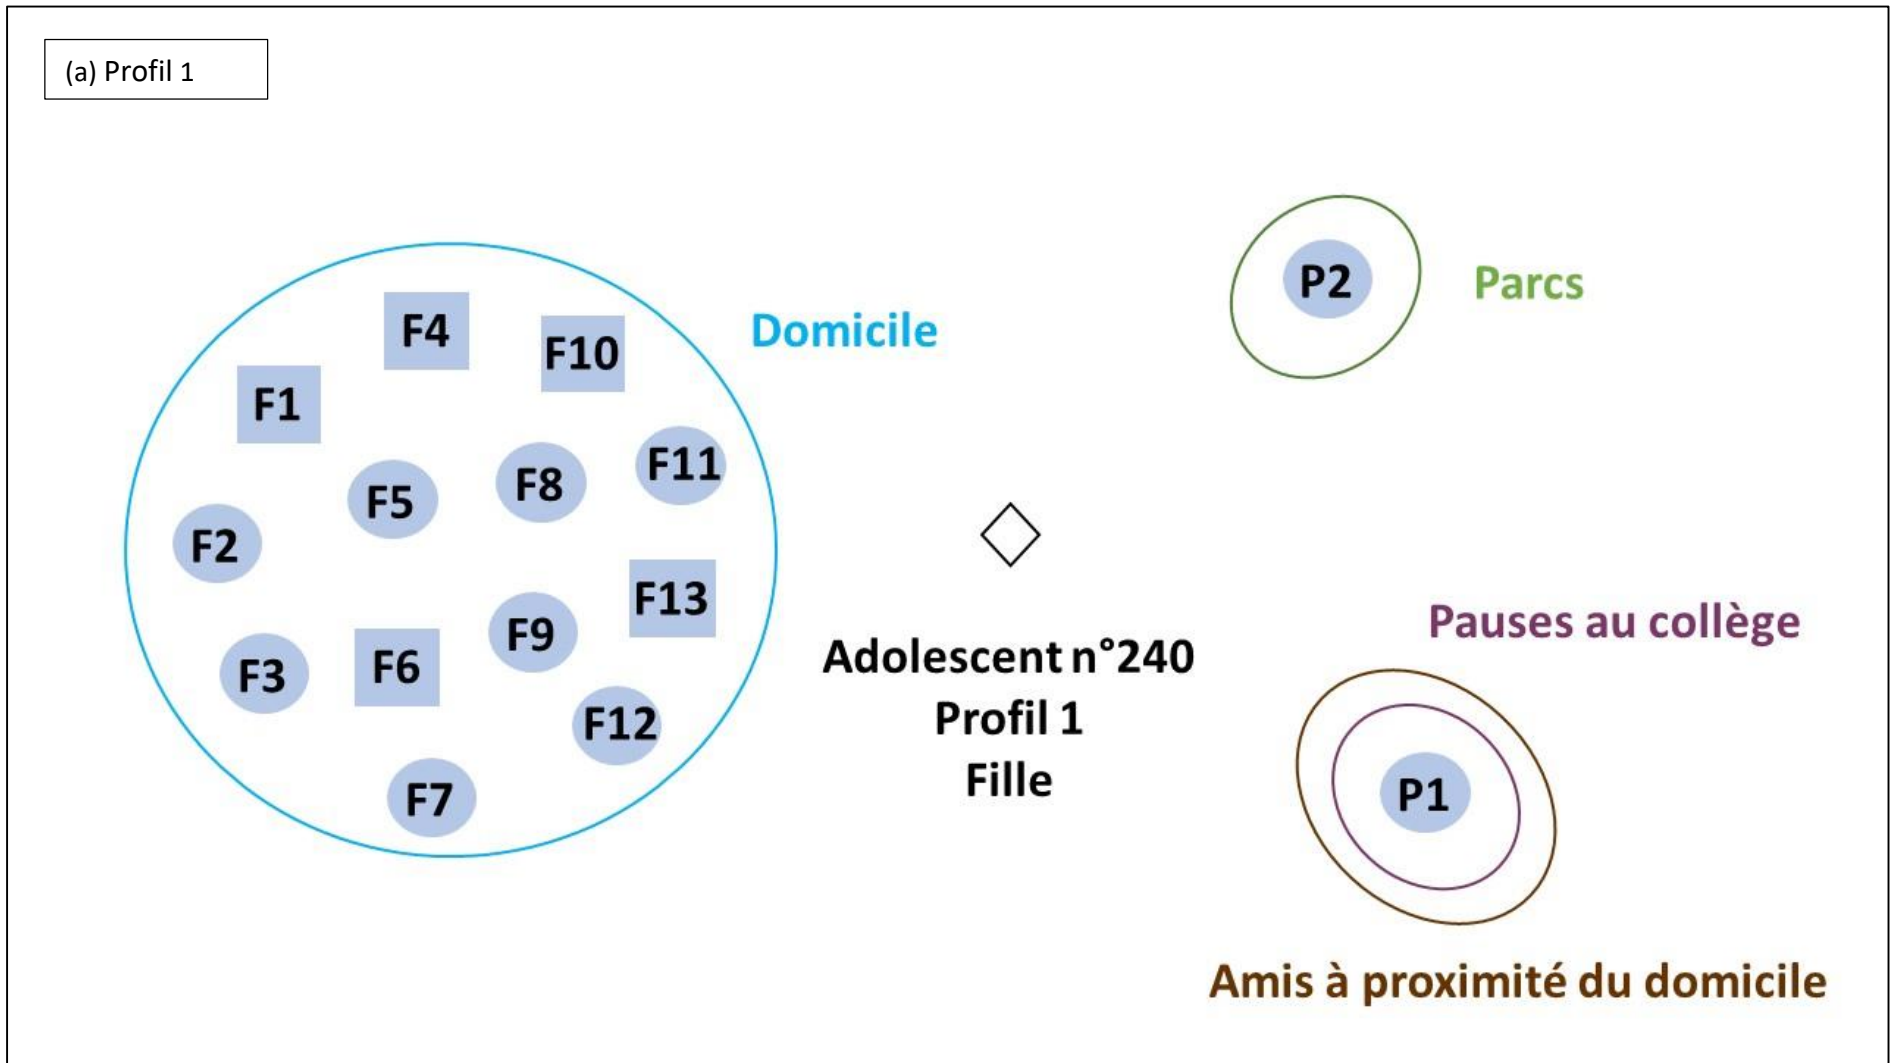 (a) Profil 1
P2
Parcs
Domicile
F4
F10
F1
F11
F8
F5
F2
F13
F9
F3
F6
F12
F7
Adolescent n°240
Profil 1
Fille
Pauses au collège
P1
Amis à proximité du domicile